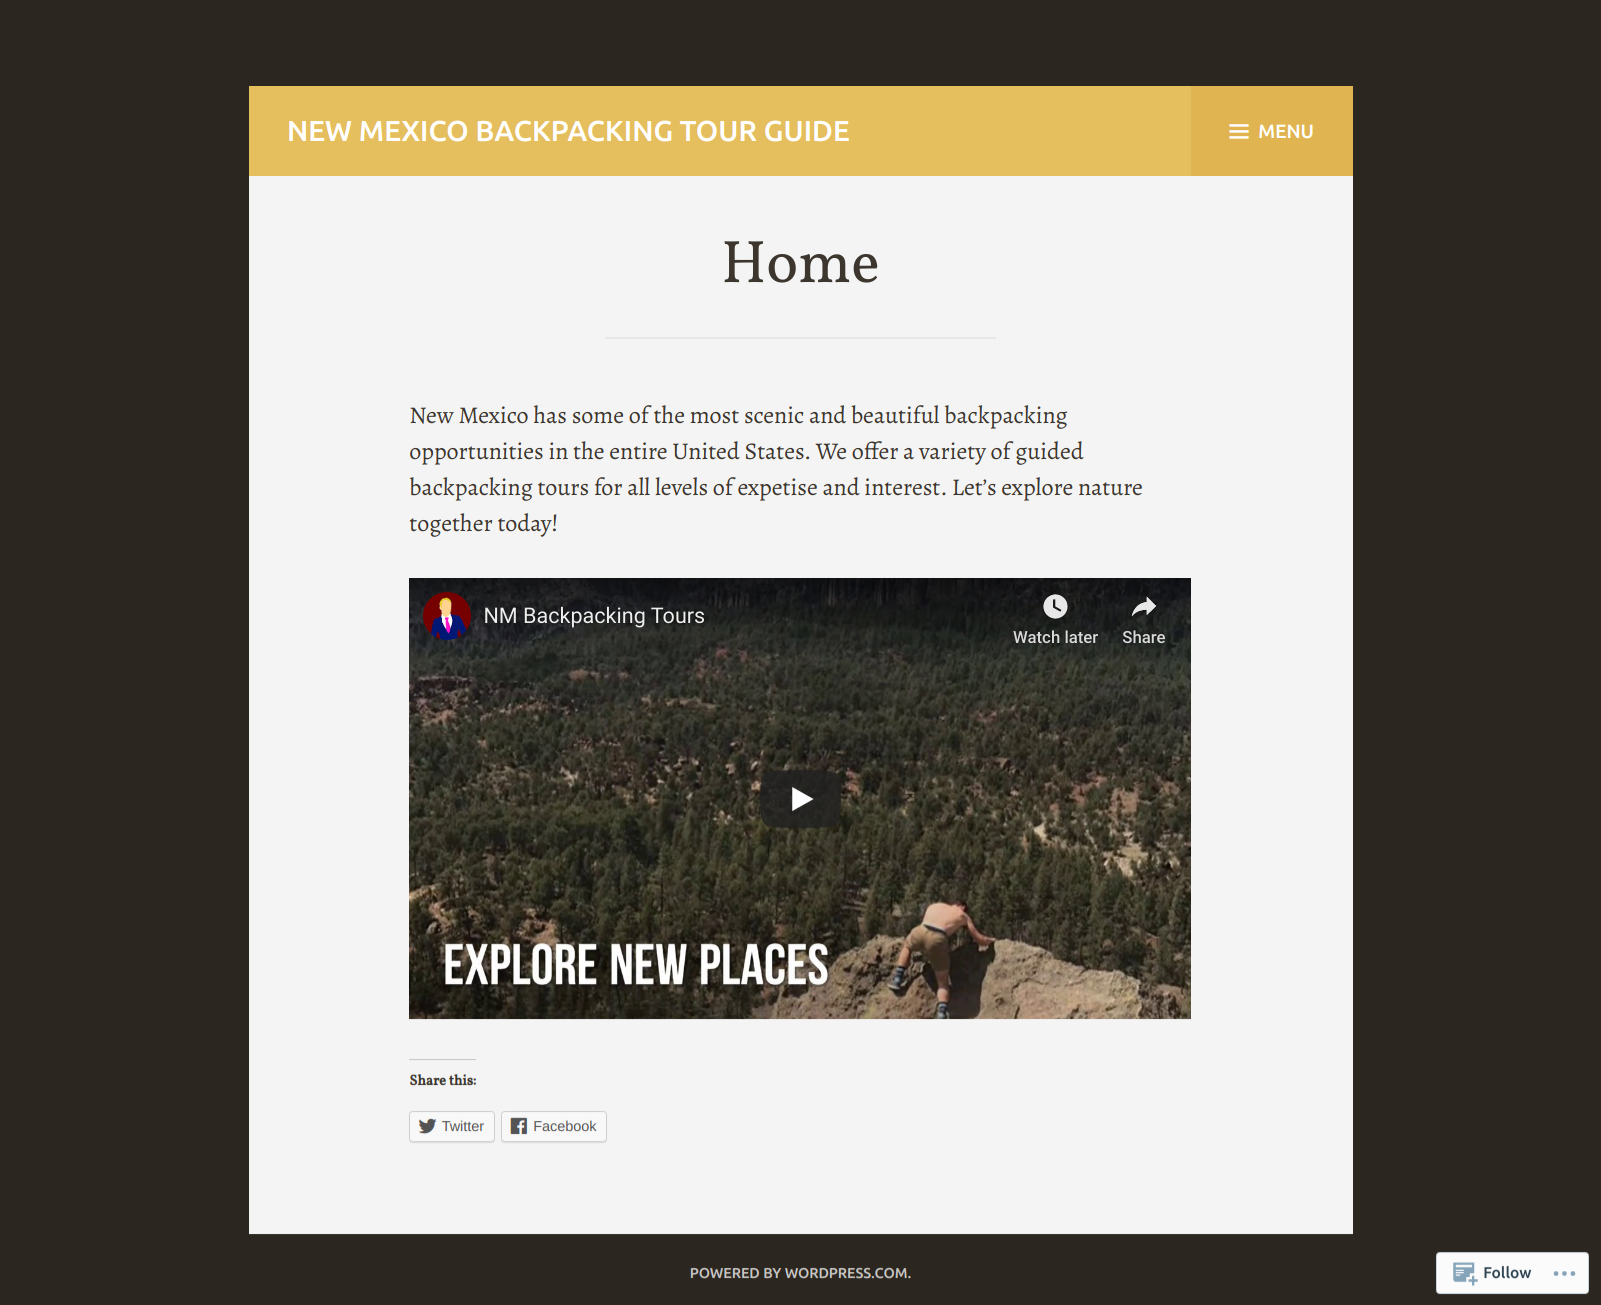 NEW MEXICO BACKPACKING TOUR GUIDE
MENU
Home
New Mexico has some of the most scenic and beautiful backpacking
opportunities in the entire United States. We offer a variety of guided
backpacking tours for all levels of expetise and interest. Let’s explore nature
together today!
NM Backpacking Tours
Watch later
Share
EXPLORE NEW PLACES
Share this:
Twitter
Facebook
POWERED BY WORDPRESS.COM.
Follow